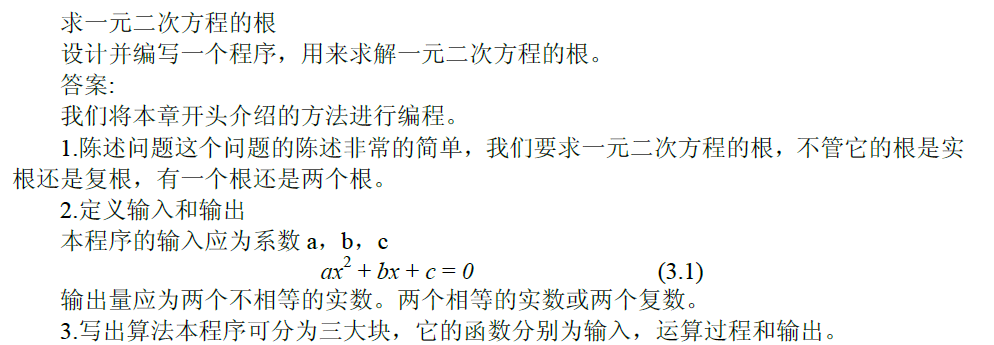 求一元二次方程的根
设计并编写一个程序，用来求解一元二次方程的根。
答案:
我们将本章开头介绍的方法进行编程。
1.陈述问题这个问题的陈述非常的简单，我们要求一元二次方程的根，不管它的根是实
根还是复根，有一个根还是两个根。
2.定义输入和输出
本程序的输入应为系数 a，b，c
ax² + bx + c = 0 (3.1)
输出量应为两个不相等的实数。两个相等的实数或两个复数。
3.写出算法本程序可分为三大块，它的函数分别为输入，运算过程和输出。